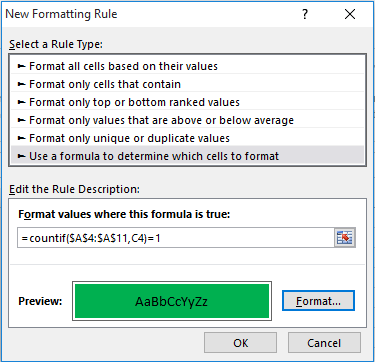 New Formatting Rule
? ×
Select a Rule Type:
► Format all cells based on their values
► Format only cells that contain
► Format only top or bottom ranked values
► Format only values that are above or below average
► Format only unique or duplicate values
► Use a formula to determine which cells to format
Edit the Rule Description:
Format values where this formula is true:
=countif($A$4:$A$11,C4)=1
Preview: AaBbCcYyZz Format...
OK Cancel